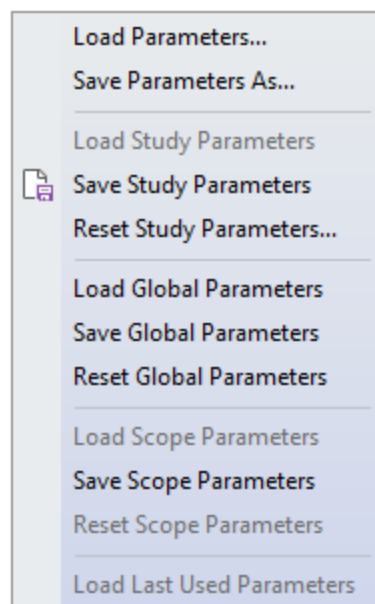 Load Parameters...
Save Parameters As...
Load Study Parameters
Save Study Parameters
Reset Study Parameters...
Load Global Parameters
Save Global Parameters
Reset Global Parameters
Load Scope Parameters
Save Scope Parameters
Reset Scope Parameters
Load Last Used Parameters